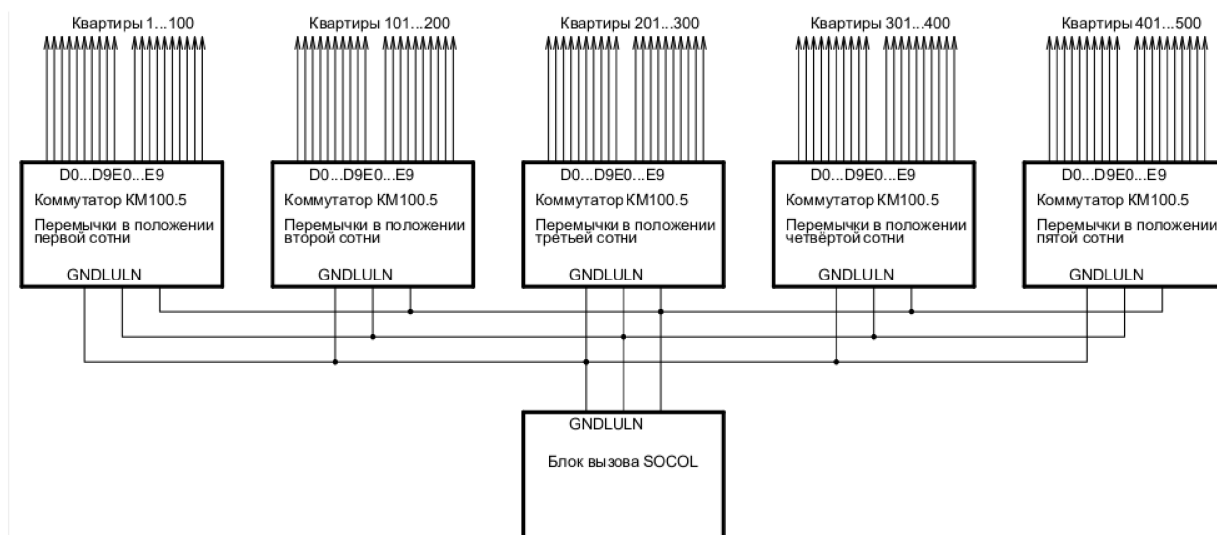 Квартиры 1...100
Квартиры 101...200
Квартиры 201...300
Квартиры 301...400
Квартиры 401...500
D0...D9E0...E9
Коммутатор КМ100.5
Перемычки в положении
первой сотни
GNDLULN
D0...D9E0...E9
Коммутатор КМ100.5
Перемычки в положении
второй сотни
GNDLULN
D0...D9E0...E9
Коммутатор КМ100.5
Перемычки в положении
третьей сотни
GNDLULN
D0...D9E0...E9
Коммутатор КМ100.5
Перемычки в положении
четвёртой сотни
GNDLULN
D0...D9E0...E9
Коммутатор КМ100.5
Перемычки в положении
пятой сотни
GNDLULN
GNDLULN
Блок вызова SOCOL